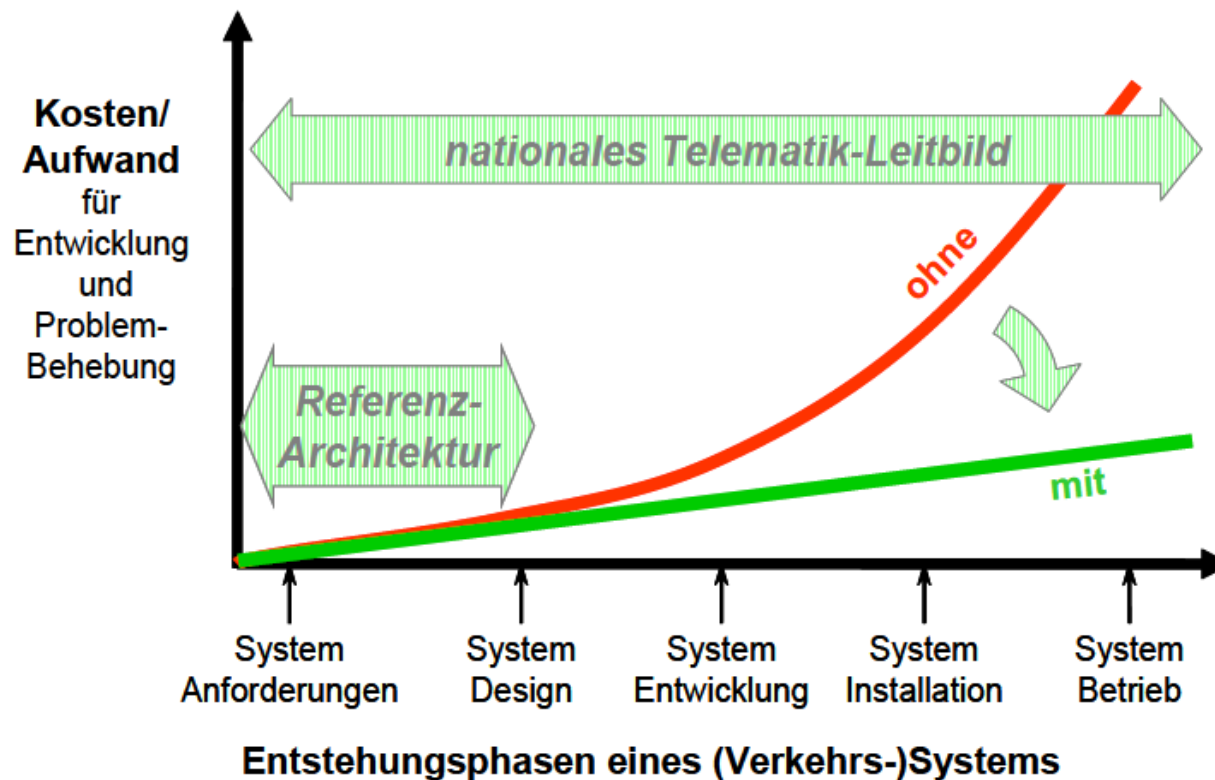 Kosten/
Aufwand
für
Entwicklung
und
Problem-
Behebung
nationales Telematik-Leitbild
ohne
Referenz-
Architektur
mit
System
Anforderungen
System
Design
System
Entwicklung
System
Installation
System
Betrieb
Entstehungsphasen eines (Verkehrs-)Systems